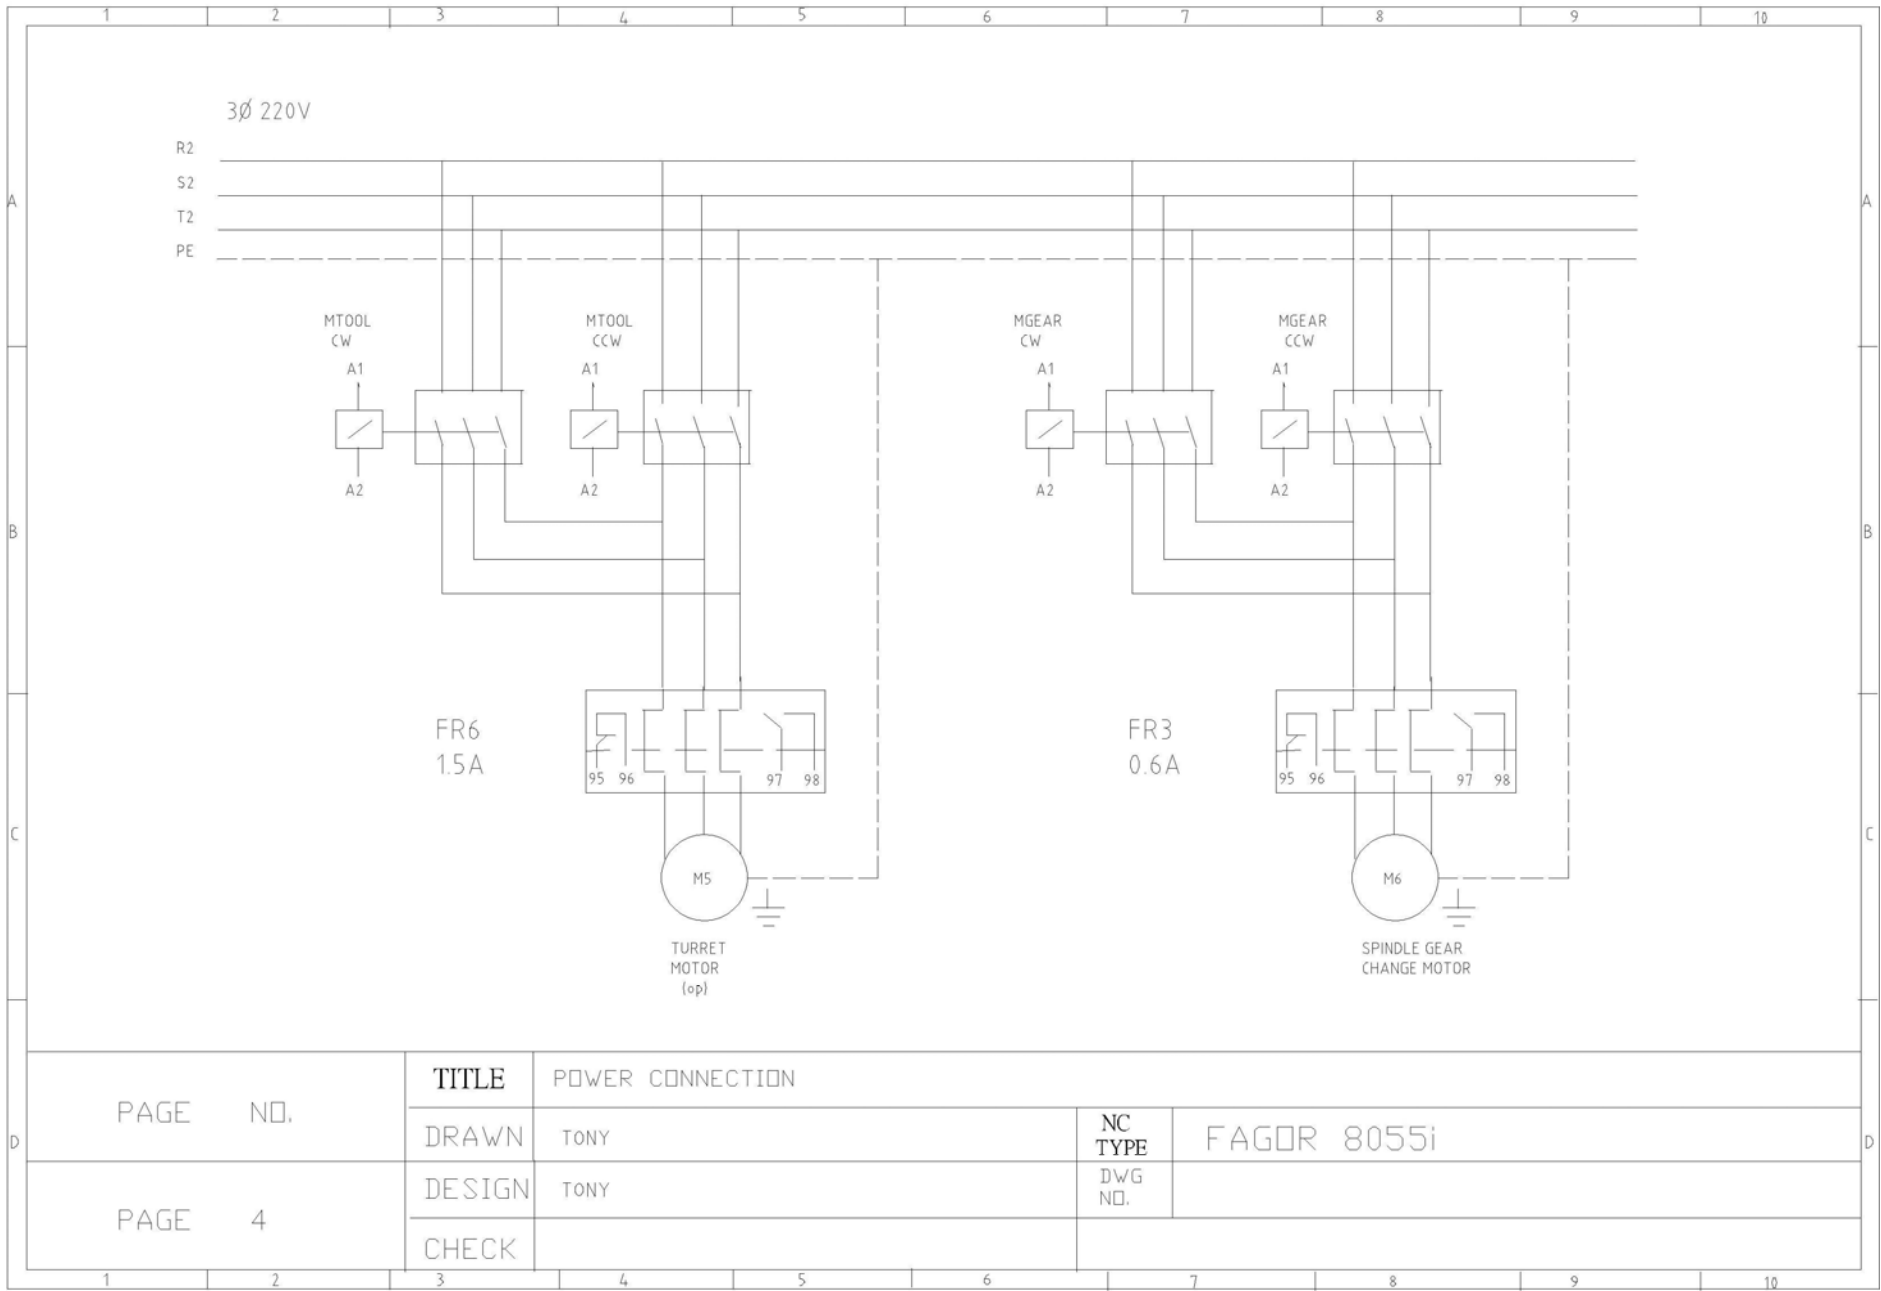 1 2 3 4 5 6 7 8 9 10
3Ø 220V
R2
S2
A A
T2
PE
MTOOL CW
MTOOL CCW
MGEAR CW
MGEAR CCW
A1 A1 A1 A1
A2 A2 A2 A2
B B
FR6
1.5A
95 96 97 98
FR3
0.6A
95 96 97 98
C C
M5
M6
TURRET
MOTOR
(op)
SPINDLE GEAR
CHANGE MOTOR
PAGE NO.
TITLE POWER CONNECTION
DRAWN TONY
NC
TYPE
FAGOR 8055i
D D
PAGE 4
DESIGN TONY
DWG
NO.
CHECK
1 2 3 4 5 6 7 8 9 10